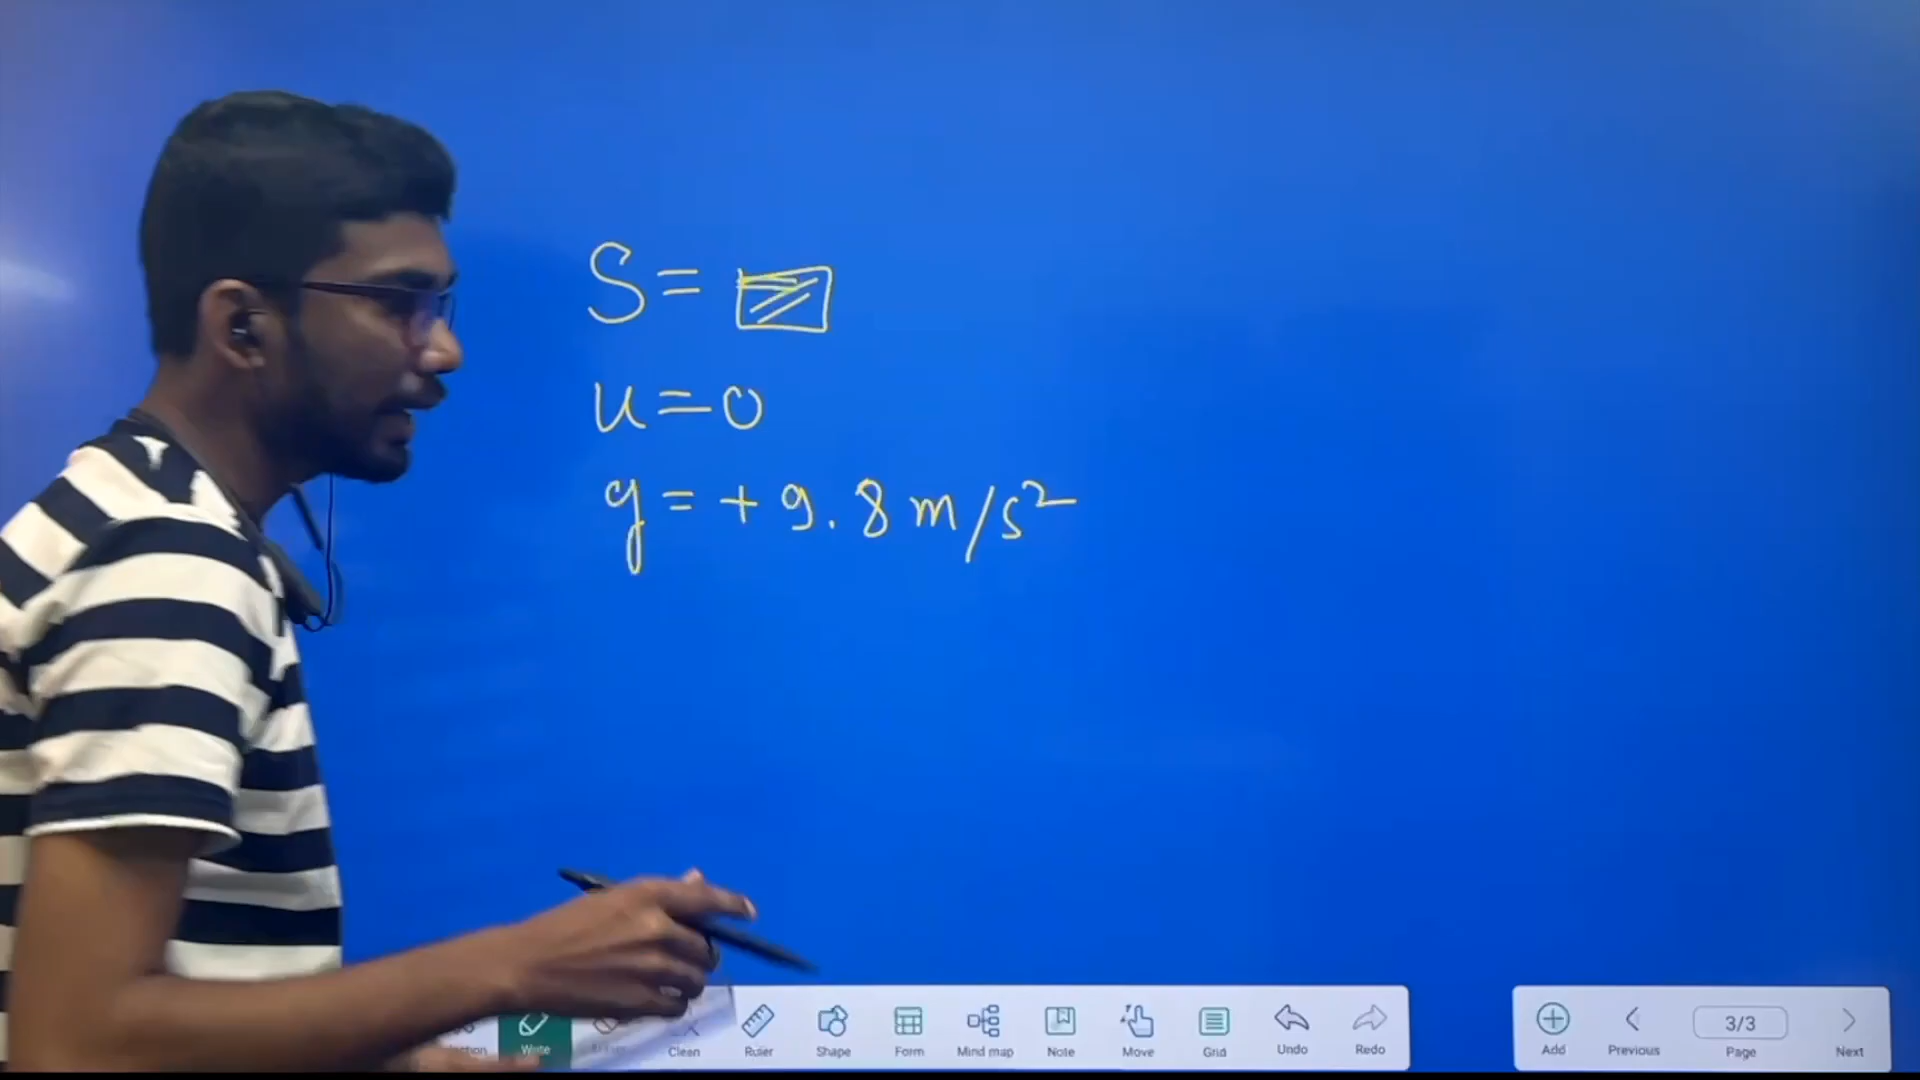 S =
u = 0
g = + 9.8 m/s²
Write
Clean
Ruler
Shape
Form
Mind map
Note
Move
Grid
Undo
Redo
Add
Previous
3/3
Page
Next